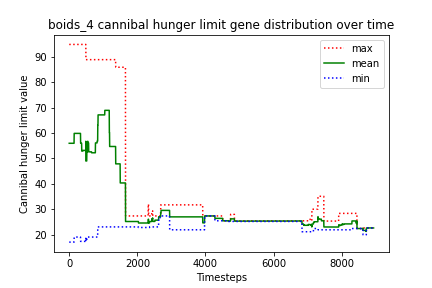 boids_4 cannibal hunger limit gene distribution over time
max
mean
min
Cannibal hunger limit value
90
80
70
60
50
40
30
20
0
2000
4000
6000
8000
Timesteps